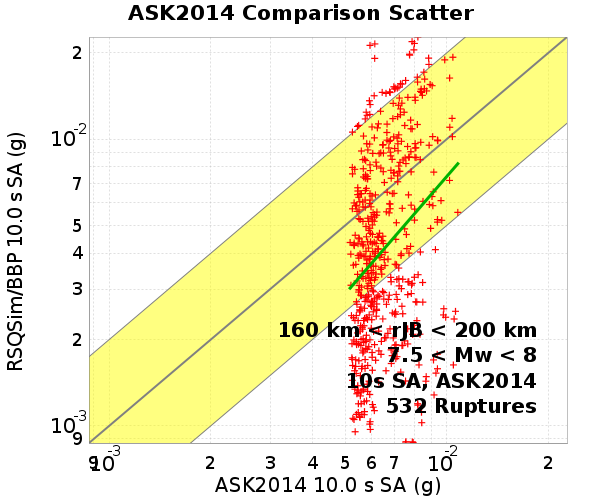 ASK2014 Comparison Scatter
RSQSim/BBP 10.0 s SA (g)
2
10-2
7
5
4
3
2
10-3
9
160 km < rJB < 200 km
7.5 < Mw < 8
10s SA, ASK2014
532 Ruptures
9 10-3 2 3 4 5 6 7 10-2 2
ASK2014 10.0 s SA (g)